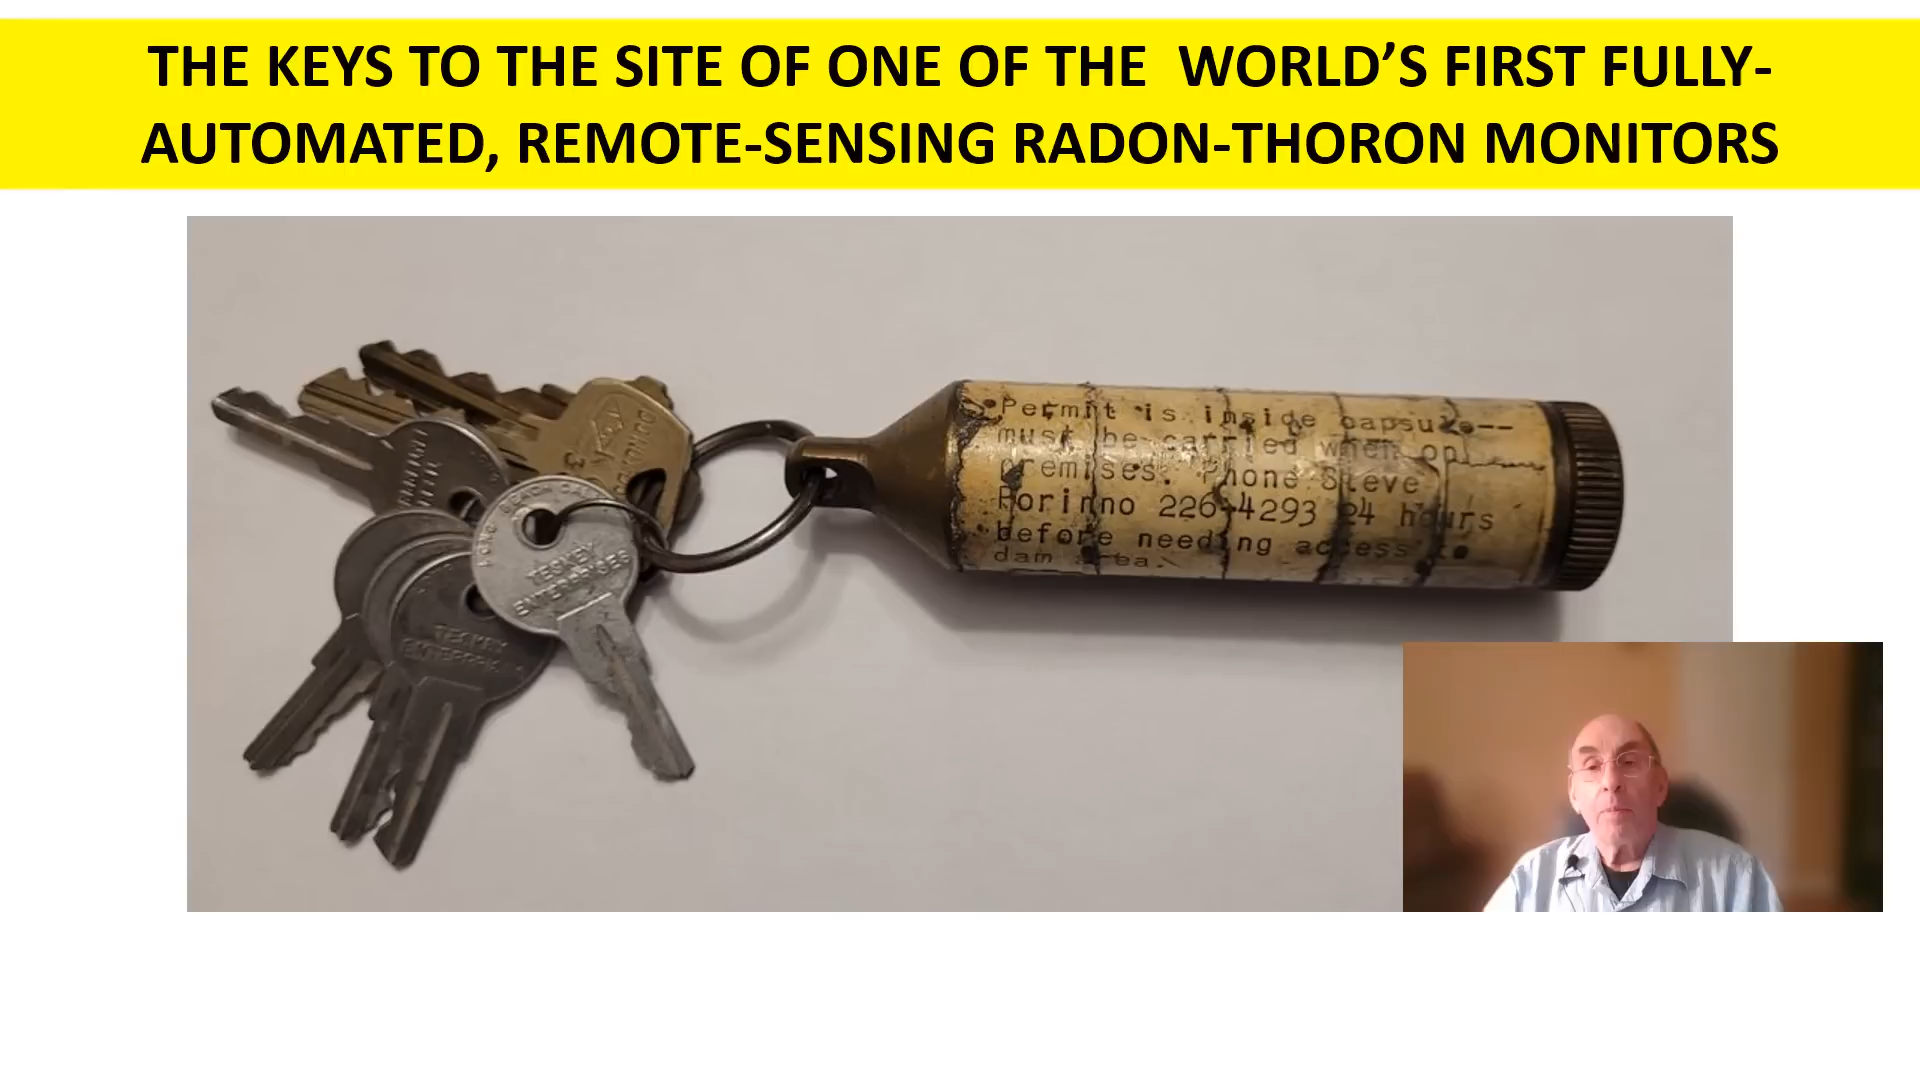 THE KEYS TO THE SITE OF ONE OF THE WORLD’S FIRST FULLY-
AUTOMATED, REMOTE-SENSING RADON-THORON MONITORS
Permit is inside capsule--
must be carried when on
premises. Phone Steve
Porinno 226-4293 24 hours
before needing access to
dam area.
TESKEY
ENTERPRISES
TESKEY
ENTERPRISES